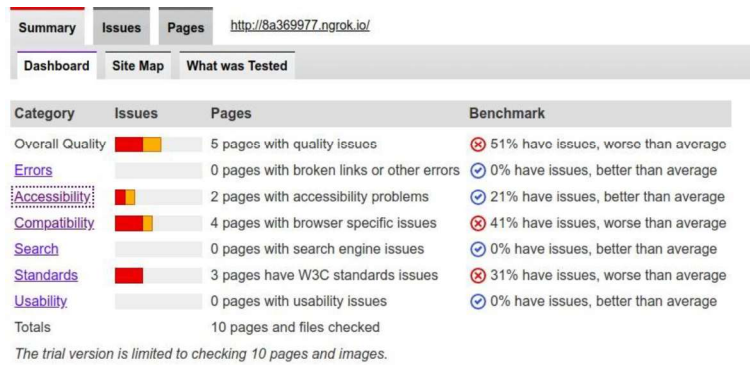 Summary Issues Pages http://8a369977.ngrok.io/
Dashboard Site Map What was Tested
Category Issues Pages Benchmark
Overall Quality 5 pages with quality issues 51% have issues, worse than average
Errors 0 pages with broken links or other errors 0% have issues, better than average
Accessibility 2 pages with accessibility problems 21% have issues, better than average
Compatibility 4 pages with browser specific issues 41% have issues, worse than average
Search 0 pages with search engine issues 0% have issues, better than average
Standards 3 pages have W3C standards issues 31% have issues, worse than average
Usability 0 pages with usability issues 0% have issues, better than average
Totals 10 pages and files checked
The trial version is limited to checking 10 pages and images.